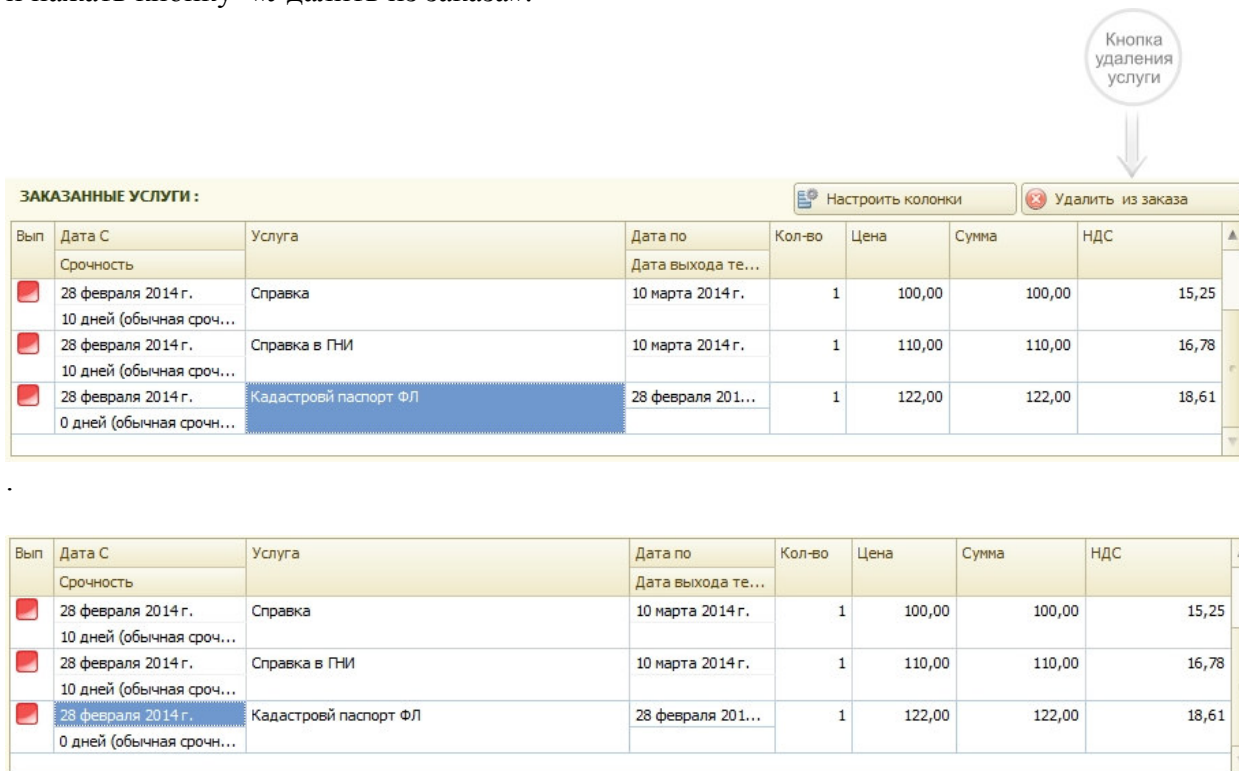 и нажать кнопку «Удалить из заказа».
Кнопка
удаления
услуги
ЗАКАЗАННЫЕ УСЛУГИ : Настроить колонки Удалить из заказа
Вып Дата С Услуга Дата по Кол-во Цена Сумма НДС
Срочность Дата выхода те...
28 февраля 2014 г. Справка 10 марта 2014 г. 1 100,00 100,00 15,25
10 дней (обычная сроч...
28 февраля 2014 г. Справка в ГНИ 10 марта 2014 г. 1 110,00 110,00 16,78
10 дней (обычная сроч...
28 февраля 2014 г. Кадастровй паспорт ФЛ 28 февраля 201... 1 122,00 122,00 18,61
0 дней (обычная срочн...
.
Вып Дата С Услуга Дата по Кол-во Цена Сумма НДС
Срочность Дата выхода те...
28 февраля 2014 г. Справка 10 марта 2014 г. 1 100,00 100,00 15,25
10 дней (обычная сроч...
28 февраля 2014 г. Справка в ГНИ 10 марта 2014 г. 1 110,00 110,00 16,78
10 дней (обычная сроч...
28 февраля 2014 г. Кадастровй паспорт ФЛ 28 февраля 201... 1 122,00 122,00 18,61
0 дней (обычная срочн...